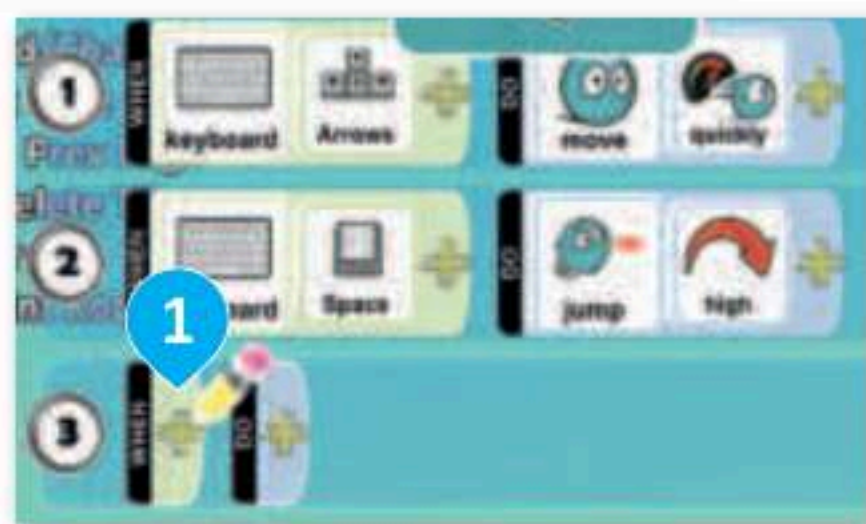 1 WHEN keyboard Arrows DO move quickly
2 WHEN DO jump high
Space
1
3 WHEN DO